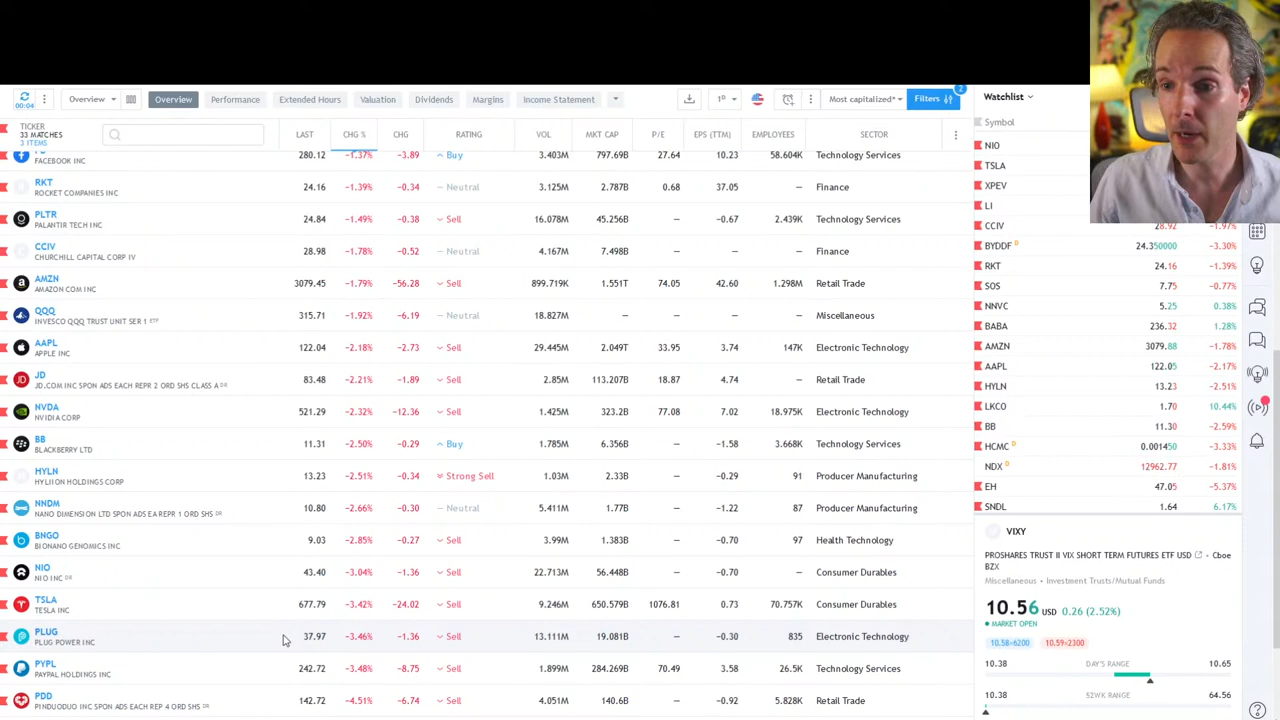 00:04 Overview Overview Performance Extended Hours Valuation Dividends Margins Income Statement 1D Most capitalized* Filters 2
TICKER LAST CHG % CHG RATING VOL MKT CAP P/E EPS (TTM) EMPLOYEES SECTOR
33 MATCHES
3 ITEMS
280.12 −1.37% −3.89 Buy 3.403M 797.69B 27.64 10.23 58.604K Technology Services
FACEBOOK INC
RKT 24.16 −1.39% −0.34 Neutral 3.125M 2.787B 0.68 37.05 — Finance
ROCKET COMPANIES INC
PLTR 24.84 −1.49% −0.38 Sell 16.078M 45.256B — −0.67 2.439K Technology Services
PALANTIR TECH INC
CCIV 28.98 −1.78% −0.52 Neutral 4.167M 7.498B — — — Finance
CHURCHILL CAPITAL CORP IV
AMZN 3079.45 −1.79% −56.28 Sell 899.719K 1.551T 74.05 42.60 1.298M Retail Trade
AMAZON COM INC
QQQ 315.71 −1.92% −6.19 Neutral 18.827M — — — — Miscellaneous
INVESCO QQQ TRUST UNIT SER 1 ETF
AAPL 122.04 −2.18% −2.73 Sell 29.445M 2.049T 33.95 3.74 147K Electronic Technology
APPLE INC
JD 83.48 −2.21% −1.89 Sell 2.85M 113.207B 18.87 4.74 — Retail Trade
JD.COM INC SPON ADS EACH REPR 2 ORD SHS CLASS A DR
NVDA 521.29 −2.32% −12.36 Sell 1.425M 323.2B 77.08 7.02 18.975K Electronic Technology
NVIDIA CORP
BB 11.31 −2.50% −0.29 Buy 1.785M 6.356B — −1.58 3.668K Technology Services
BLACKBERRY LTD
HYLN 13.23 −2.51% −0.34 Strong Sell 1.03M 2.33B — — 91 Producer Manufacturing
HYLIION HOLDINGS CORP
NNDM 10.80 −2.66% −0.30 Neutral 5.411M 1.77B — −1.22 87 Producer Manufacturing
NANO DIMENSION LTD SPON ADS EA REPR 1 ORD SHS DR
BNGO 9.03 −2.85% −0.27 Sell 3.99M 1.383B — −0.70 97 Health Technology
BIONANO GENOMICS INC
NIO 43.40 −3.04% −1.36 Sell 22.713M 56.448B — −0.70 — Consumer Durables
NIO INC DR
TSLA 677.79 −3.42% −24.02 Sell 9.246M 650.579B 1076.81 0.73 70.757K Consumer Durables
TESLA INC
PLUG 37.97 −3.46% −1.36 Sell 13.111M 19.081B — −0.30 835 Electronic Technology
PLUG POWER INC
PYPL 242.72 −3.48% −8.75 Sell 1.899M 284.269B 70.49 3.58 26.5K Technology Services
PAYPAL HOLDINGS INC
PDD 142.72 −4.51% −6.74 Sell 4.051M 140.6B — −0.92 5.828K Retail Trade
PINDUODUO INC SPON ADS EACH REP 4 ORD SHS DR
Watchlist
Symbol
NIO
TSLA
XPEV
LI
CCIV 28.92 −1.97%
BYDDF D 24.350000 −3.30%
RKT 24.16 −1.39%
SOS 7.75 −0.77%
NNVC 5.25 0.38%
BABA 236.32 1.28%
AMZN 3079.88 −1.78%
AAPL 122.05 −2.17%
HYLN 13.23 −2.51%
LKCO 1.70 10.44%
BB 11.30 −2.59%
HCMC D 0.001450 −3.33%
NDX D 12962.77 −1.81%
EH 47.05 −5.37%
SNDL 1.64 6.17%
VIXY
PROSHARES TRUST II VIX SHORT TERM FUTURES ETF USD • Cboe
BZX
Miscellaneous • Investment Trusts/Mutual Funds
10.56 USD 0.26 (2.52%)
MARKET OPEN
10.58×6200 10.59×2300
10.38 DAY'S RANGE 10.65
10.38 52WK RANGE 64.56